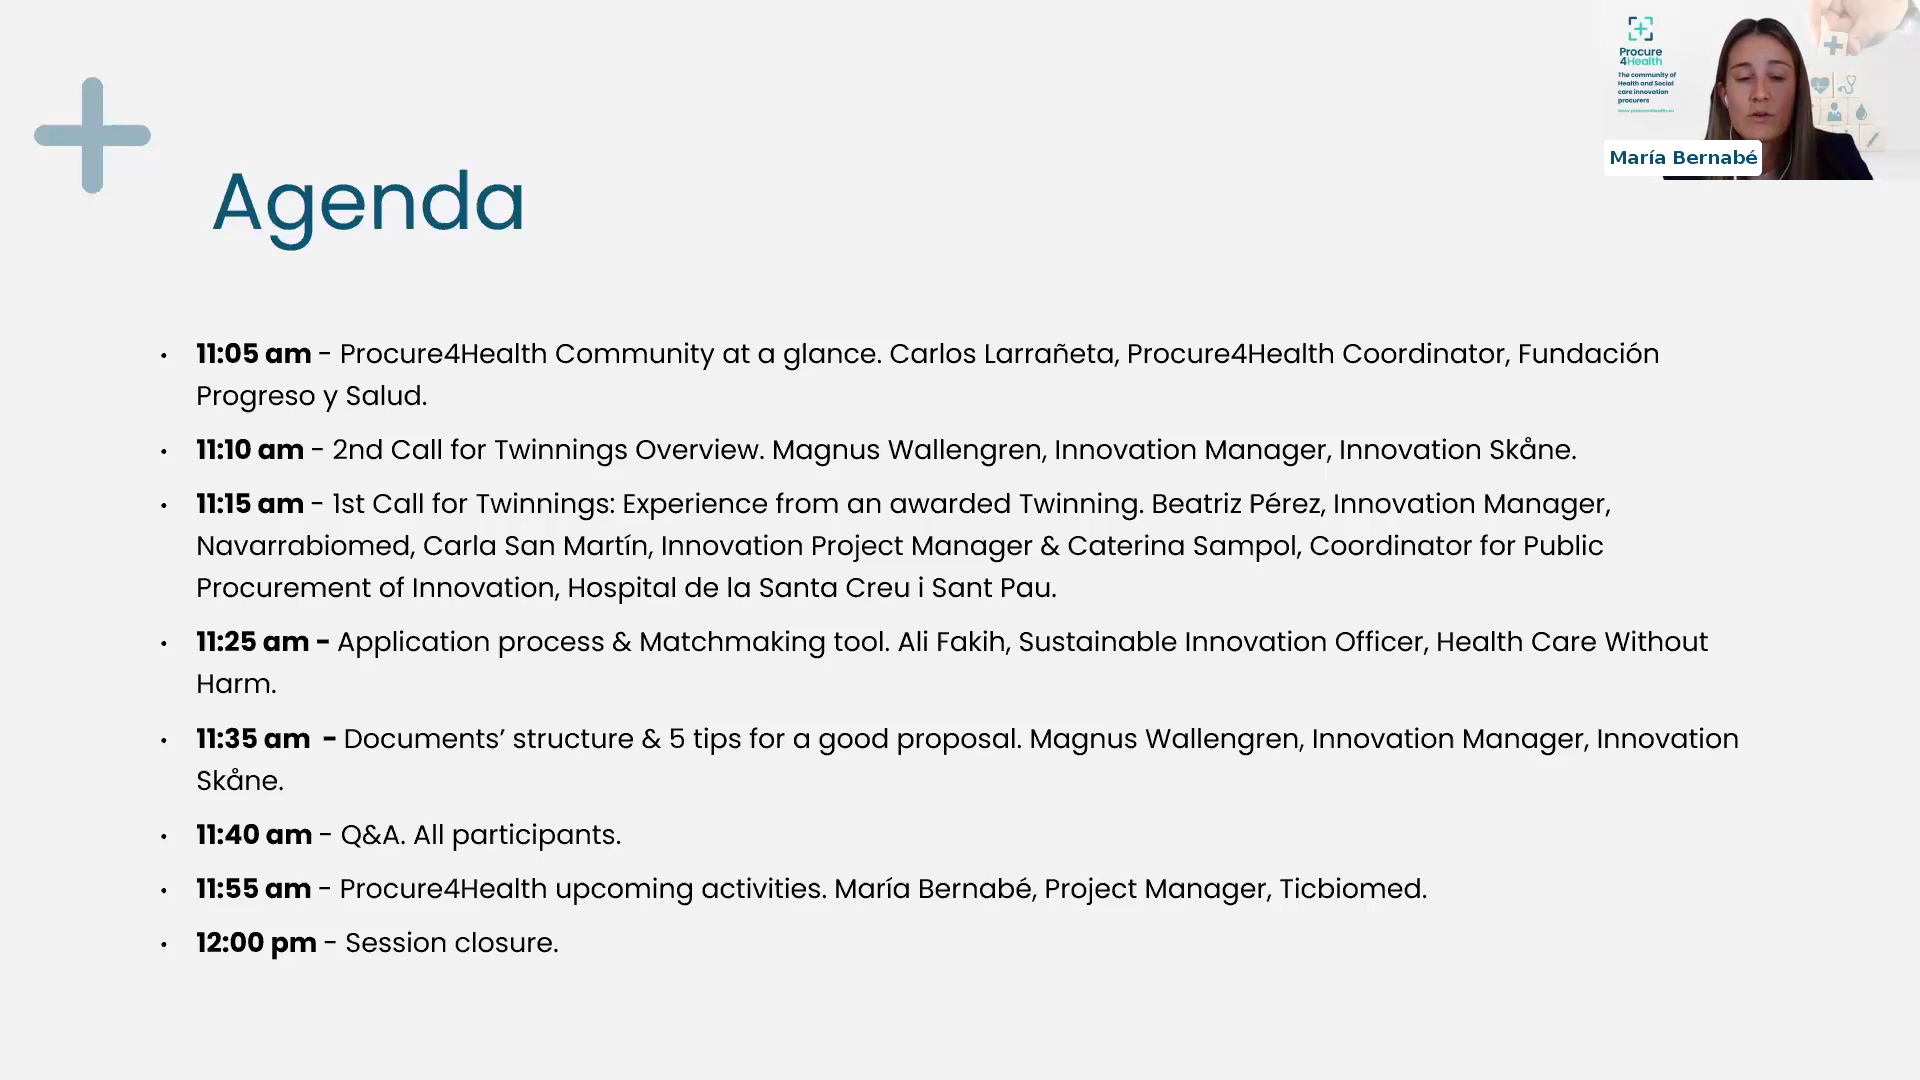 Agenda
• 11:05 am - Procure4Health Community at a glance. Carlos Larrañeta, Procure4Health Coordinator, Fundación
Progreso y Salud.
• 11:10 am - 2nd Call for Twinnings Overview. Magnus Wallengren, Innovation Manager, Innovation Skåne.
• 11:15 am - 1st Call for Twinnings: Experience from an awarded Twinning. Beatriz Pérez, Innovation Manager,
Navarrabiomed, Carla San Martín, Innovation Project Manager & Caterina Sampol, Coordinator for Public
Procurement of Innovation, Hospital de la Santa Creu i Sant Pau.
• 11:25 am - Application process & Matchmaking tool. Ali Fakih, Sustainable Innovation Officer, Health Care Without
Harm.
• 11:35 am - Documents’ structure & 5 tips for a good proposal. Magnus Wallengren, Innovation Manager, Innovation
Skåne.
• 11:40 am - Q&A. All participants.
• 11:55 am - Procure4Health upcoming activities. María Bernabé, Project Manager, Ticbiomed.
• 12:00 pm - Session closure.
Procure
4Health
The community of
Health and Social
care innovation
procurers
www.procure4health.eu
María Bernabé